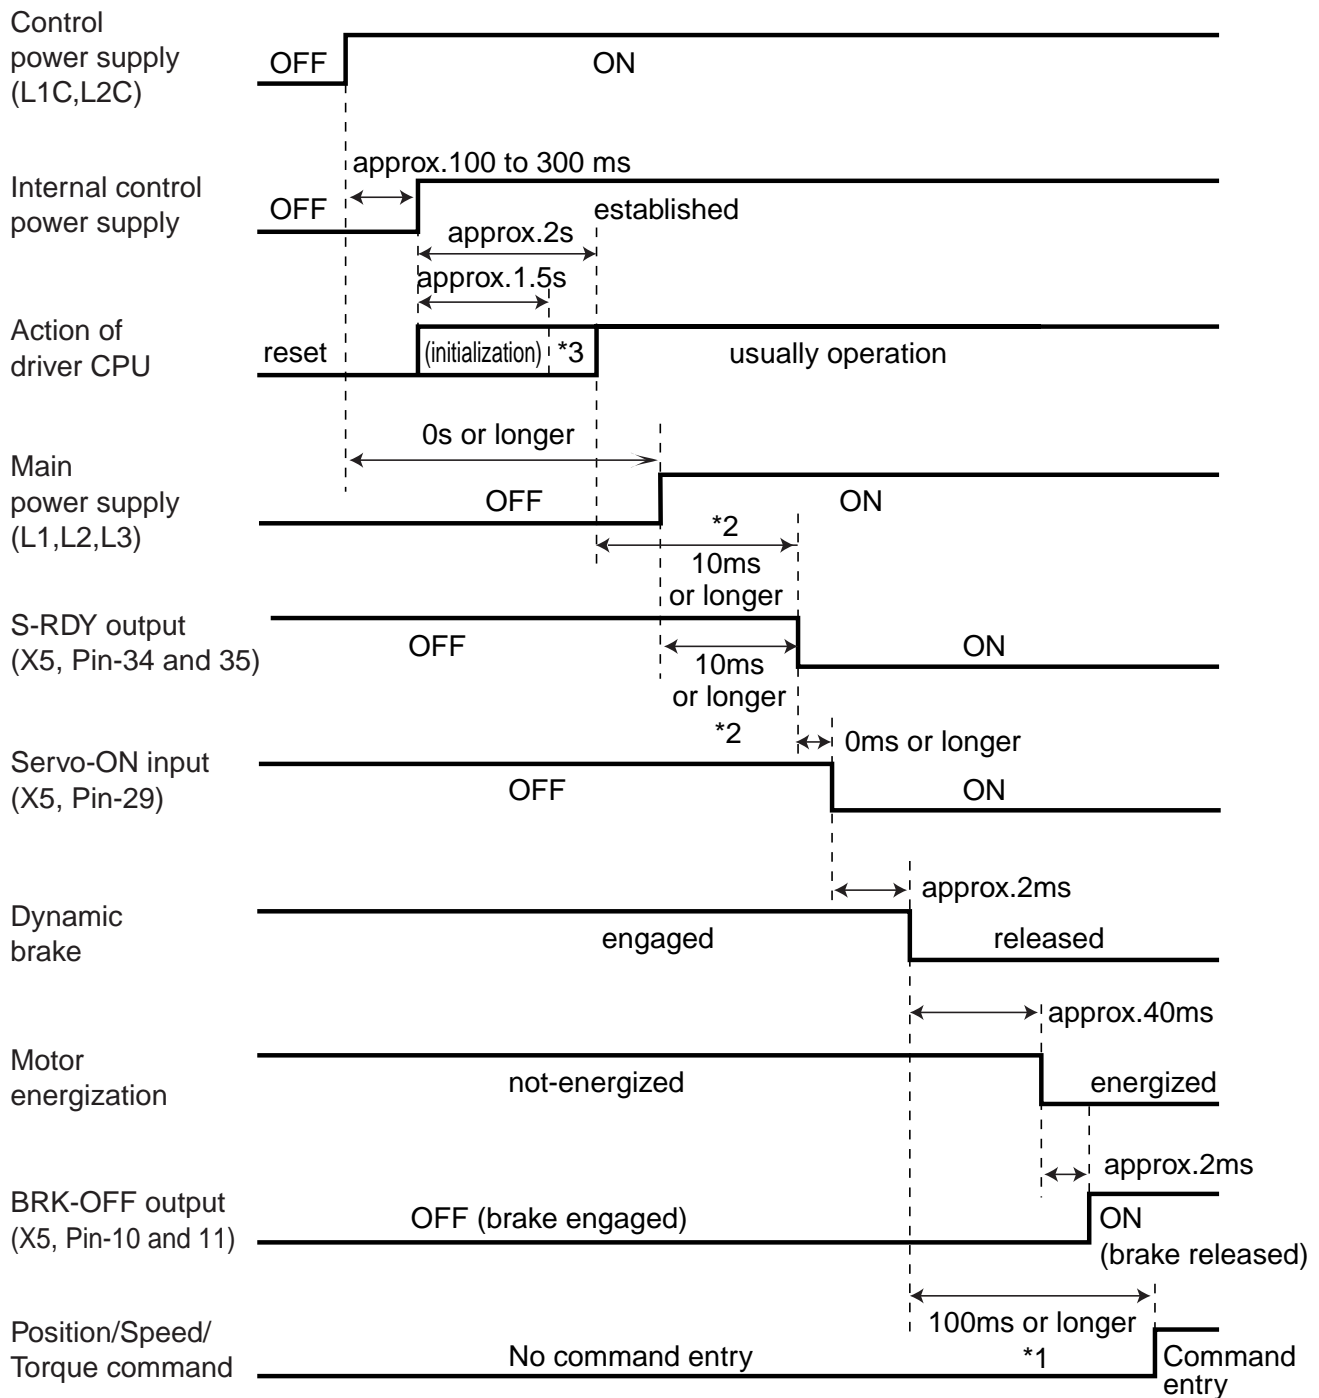 Control
power supply
(L1C,L2C)
OFF
ON
approx.100 to 300 ms
Internal control
power supply
OFF
established
approx.2s
approx.1.5s
Action of
driver CPU
reset
(initialization)
*3
usually operation
0s or longer
Main
power supply
(L1,L2,L3)
OFF
ON
*2
10ms
or longer
S-RDY output
(X5, Pin-34 and 35)
OFF
ON
10ms
or longer
*2
0ms or longer
Servo-ON input
(X5, Pin-29)
OFF
ON
approx.2ms
Dynamic
brake
engaged
released
approx.40ms
Motor
energization
not-energized
energized
approx.2ms
BRK-OFF output
(X5, Pin-10 and 11)
OFF (brake engaged)
ON
(brake released)
100ms or longer
*1
Position/Speed/
Torque command
No command entry
Command
entry